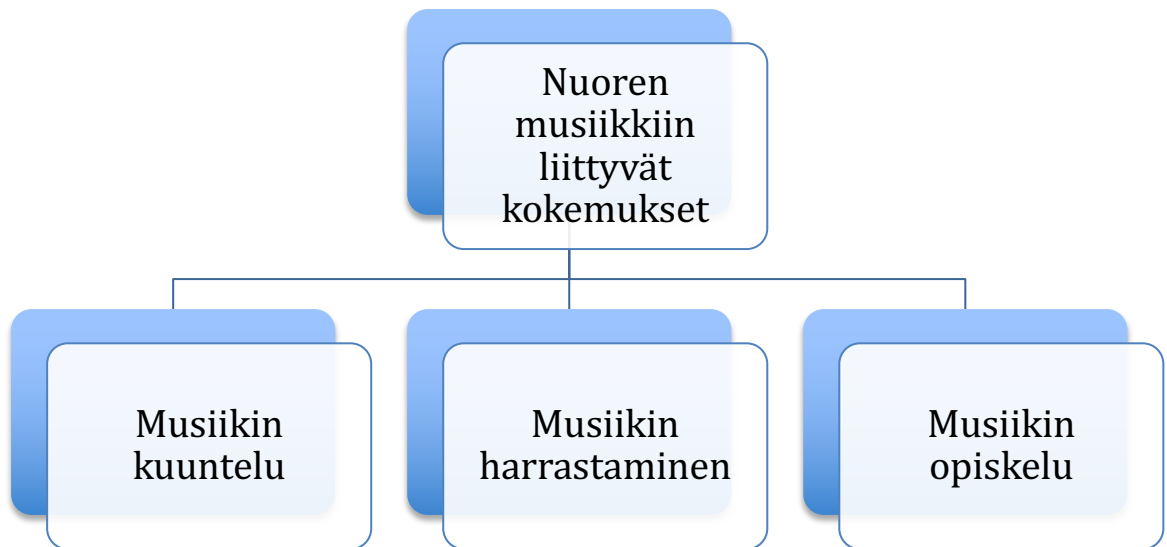 Nuoren
musiikkiin
liittyvät
kokemukset
Musiikin
kuuntelu
Musiikin
harrastaminen
Musiikin
opiskelu